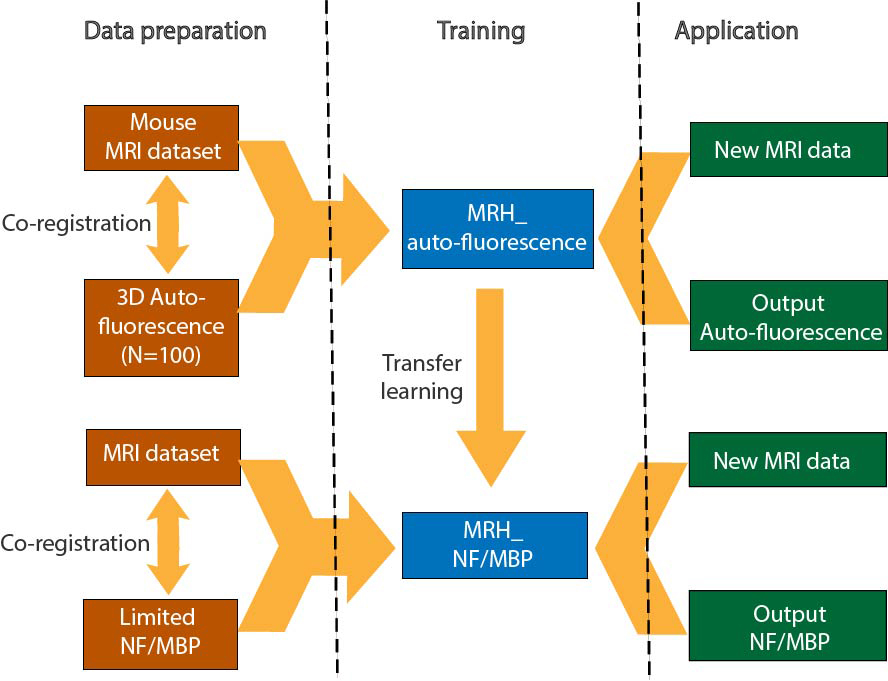 Data preparation
Training
Application
Mouse
MRI dataset
Co-registration
3D Auto-
fluorescence
(N=100)
MRH_
auto-fluorescence
New MRI data
Output
Auto-fluorescence
Transfer
learning
MRI dataset
Co-registration
Limited
NF/MBP
MRH_
NF/MBP
New MRI data
Output
NF/MBP